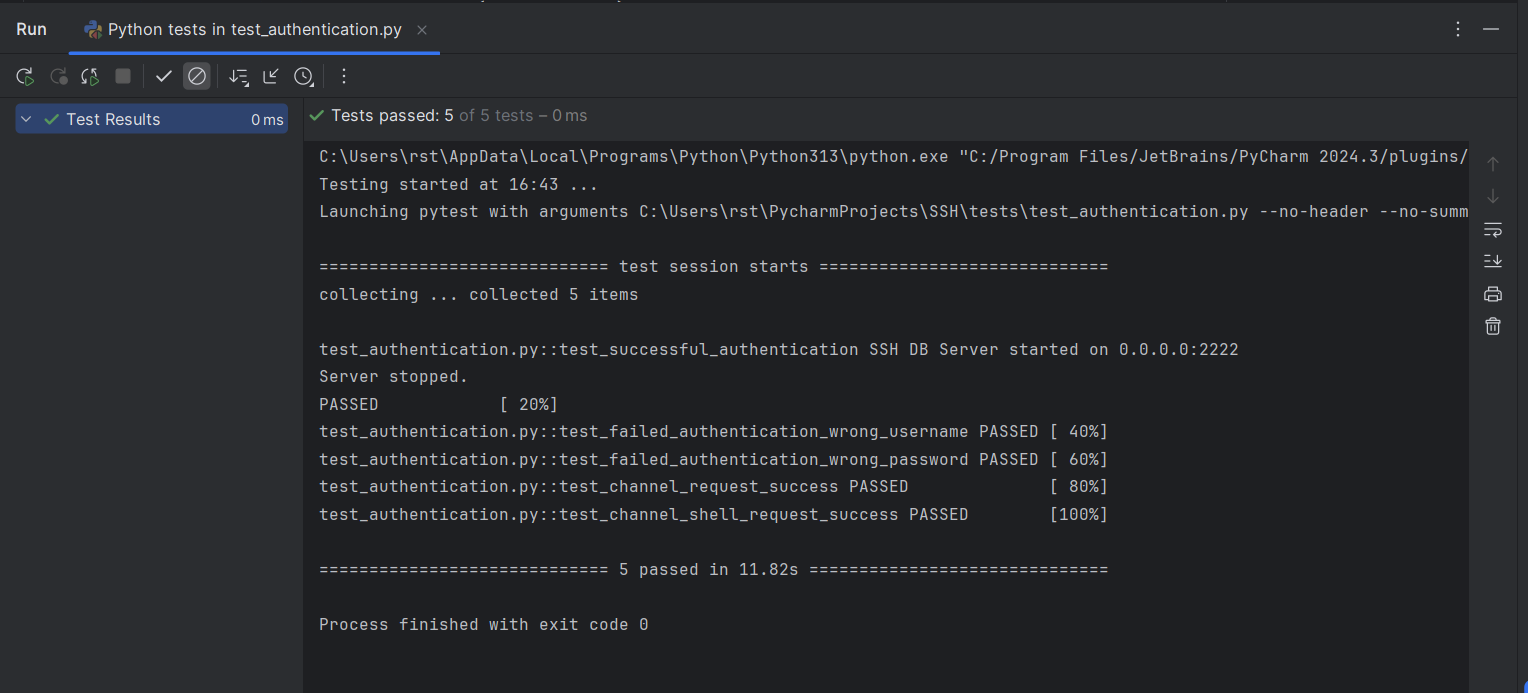 Run
Python tests in test_authentication.py
Test Results 0 ms
Tests passed: 5 of 5 tests – 0 ms
C:\Users\rst\AppData\Local\Programs\Python\Python313\python.exe "C:/Program Files/JetBrains/PyCharm 2024.3/plugins/
Testing started at 16:43 ...
Launching pytest with arguments C:\Users\rst\PycharmProjects\SSH\tests\test_authentication.py --no-header --no-summ
============================= test session starts =============================
collecting ... collected 5 items
test_authentication.py::test_successful_authentication SSH DB Server started on 0.0.0.0:2222
Server stopped.
PASSED            [ 20%]
test_authentication.py::test_failed_authentication_wrong_username PASSED [ 40%]
test_authentication.py::test_failed_authentication_wrong_password PASSED [ 60%]
test_authentication.py::test_channel_request_success PASSED              [ 80%]
test_authentication.py::test_channel_shell_request_success PASSED        [100%]
============================= 5 passed in 11.82s ==============================
Process finished with exit code 0